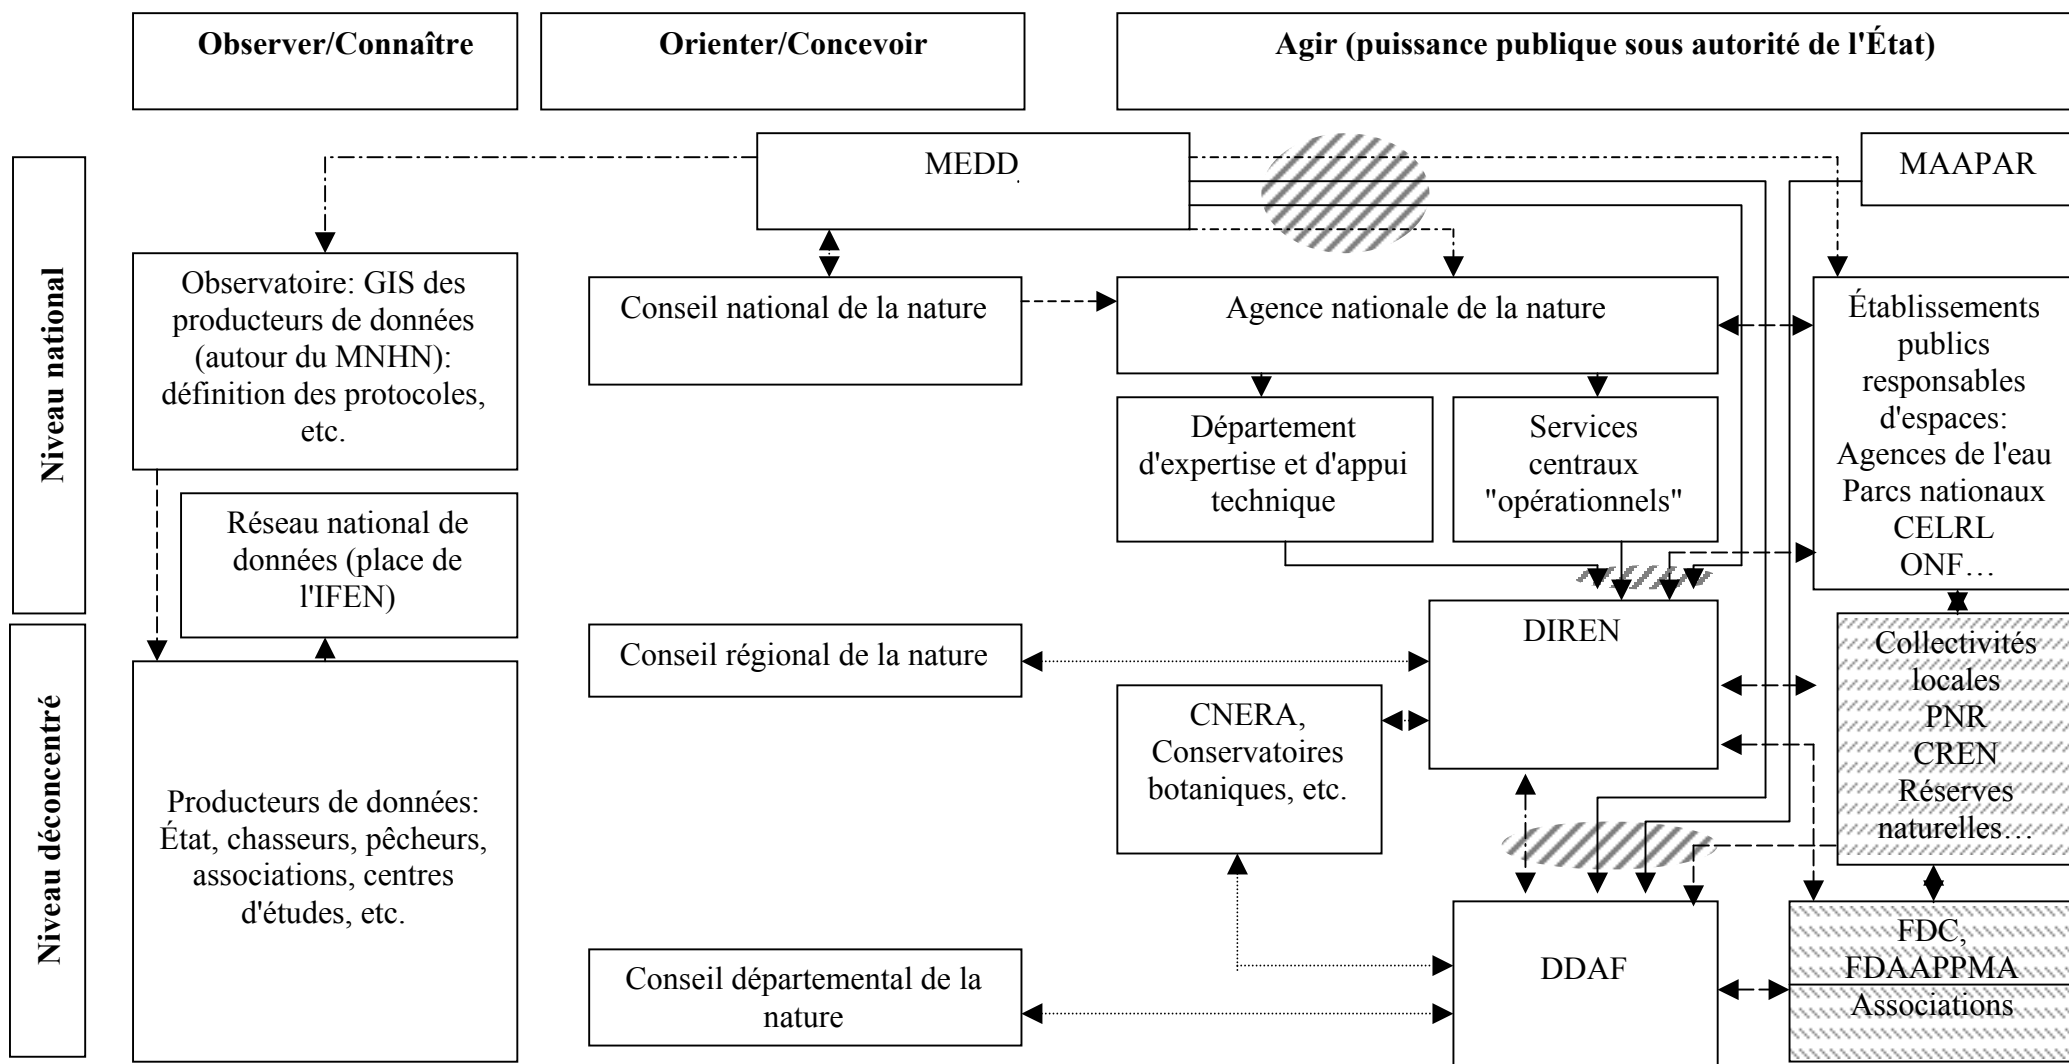 Observer/Connaître
Orienter/Concevoir
Agir (puissance publique sous autorité de l'État)
Niveau national
MEDD
MAAPAR
Observatoire: GIS des
producteurs de données
(autour du MNHN):
définition des protocoles,
etc.
Conseil national de la nature
Agence nationale de la nature
Établissements
publics
responsables
d'espaces:
Agences de l'eau
Parcs nationaux
CELRL
ONF…
Département
d'expertise et d'appui
technique
Services
centraux
"opérationnels"
Réseau national de
données (place de
l'IFEN)
Niveau déconcentré
Conseil régional de la nature
DIREN
Collectivités
locales
PNR
CREN
Réserves
naturelles…
CNERA,
Conservatoires
botaniques, etc.
Producteurs de données:
État, chasseurs, pêcheurs,
associations, centres
d'études, etc.
Conseil départemental de la
nature
DDAF
FDC,
FDAAPPMA
Associations